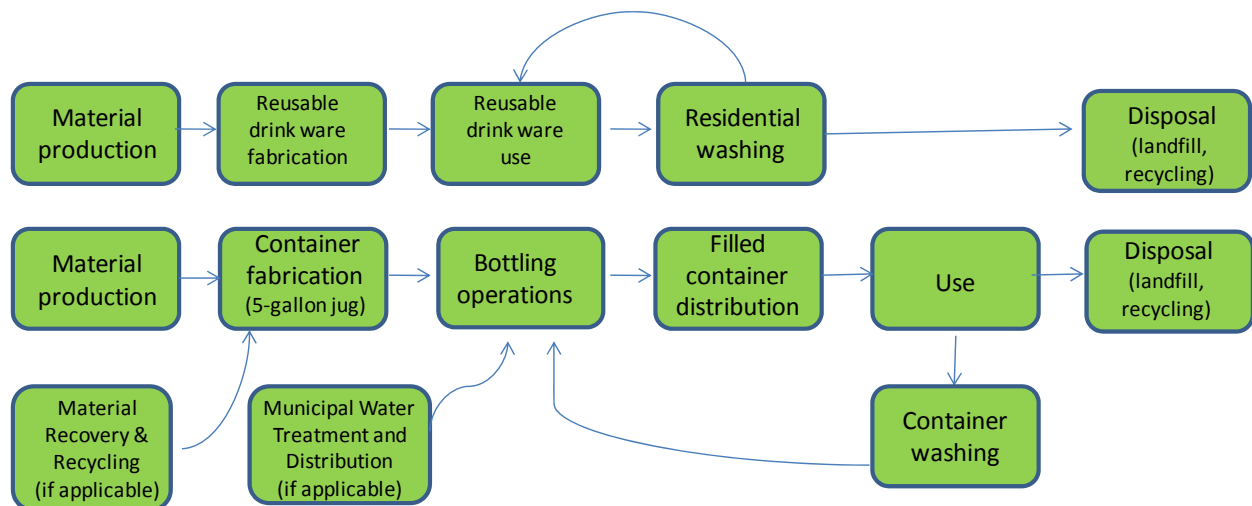 Material
production
Reusable
drink ware
fabrication
Reusable
drink ware
use
Residential
washing
Disposal
(landfill,
recycling)
Material
production
Container
fabrication
(5-gallon jug)
Bottling
operations
Filled
container
distribution
Use
Disposal
(landfill,
recycling)
Material
Recovery &
Recycling
(if applicable)
Municipal Water
Treatment and
Distribution
(if applicable)
Container
washing